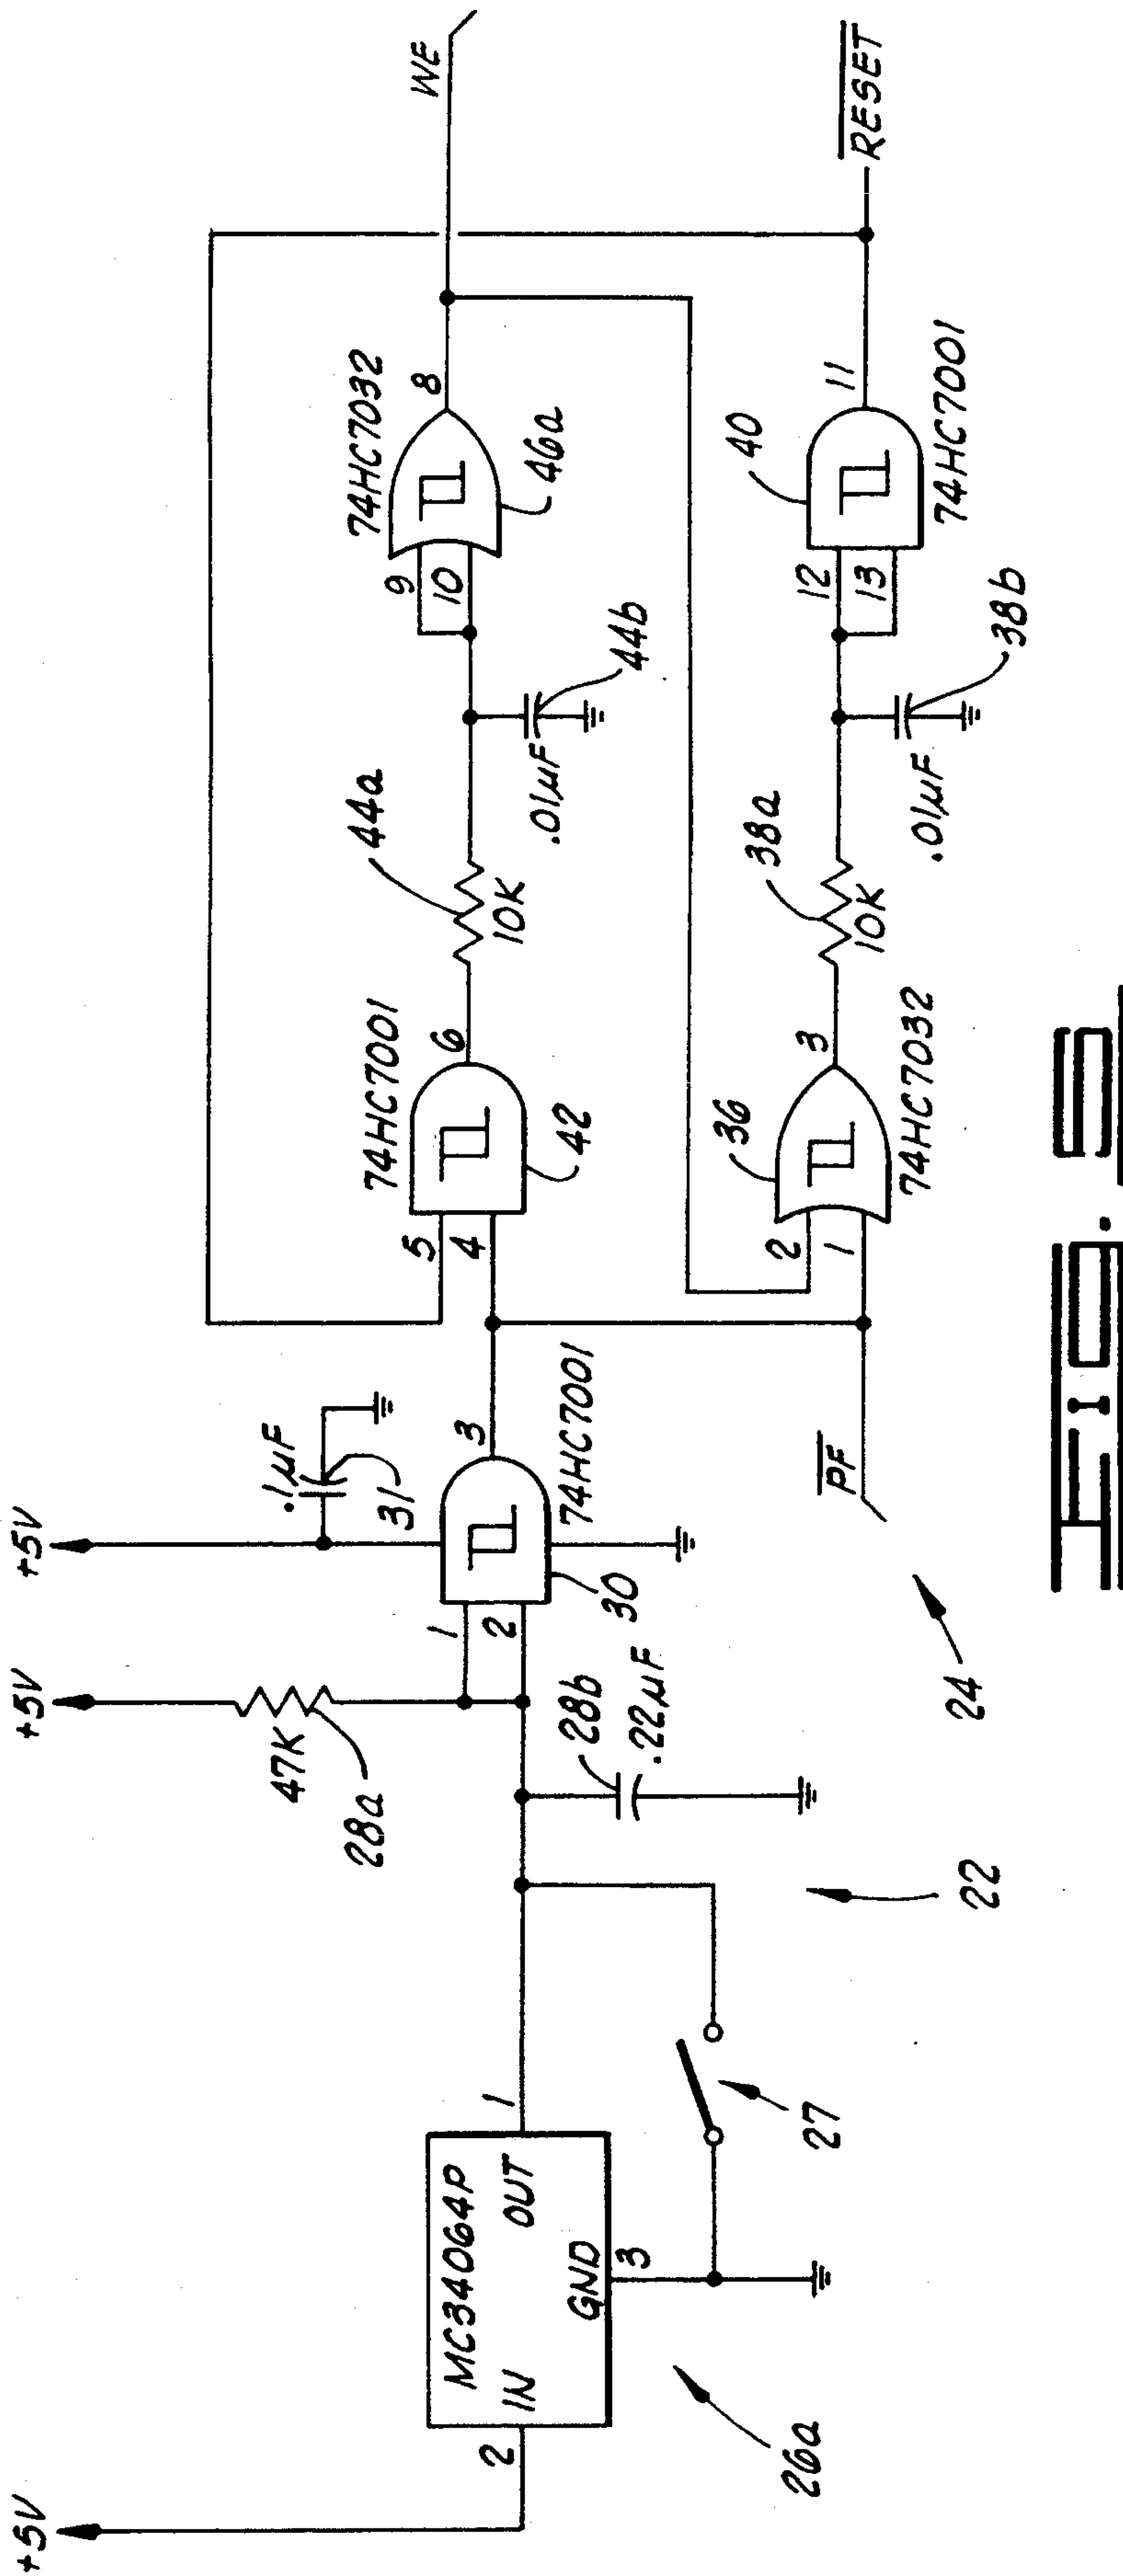 +5V
+5V
+5V
MC34064P
IN
OUT
GND
2
1
3
26a
27
22
47K
28a
28b
.22µF
1
2
3
30
31
.1µF
74HC7001
24
PF
5
4
6
74HC7001
42
44a
10K
.01µF
44b
9
10
8
74HC7032
46a
WE
2
1
3
36
74HC7032
38a
10K
.01µF
38b
12
13
11
40
74HC7001
RESET